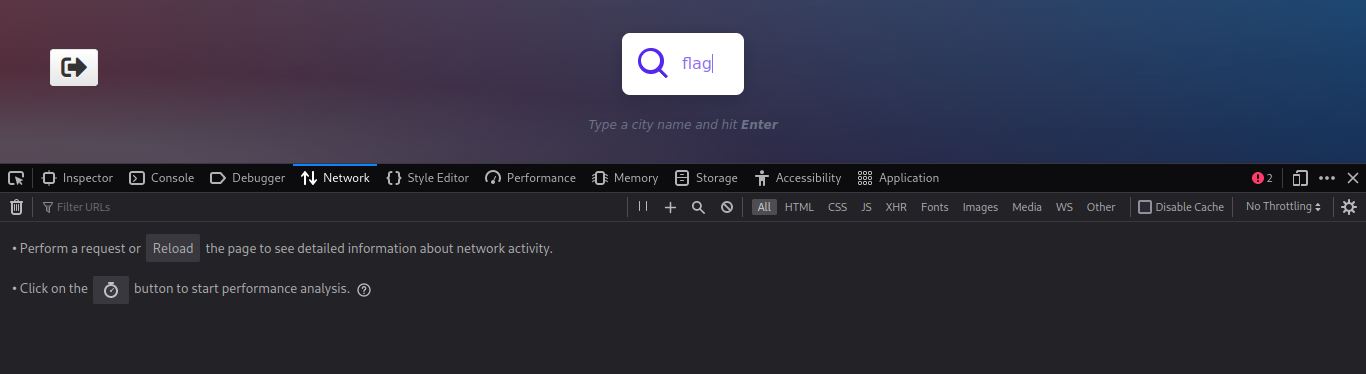 flag
Type a city name and hit Enter
Inspector Console Debugger Network Style Editor Performance Memory Storage Accessibility Application 2
Filter URLs All HTML CSS JS XHR Fonts Images Media WS Other Disable Cache No Throttling
• Perform a request or Reload the page to see detailed information about network activity.
• Click on the button to start performance analysis.